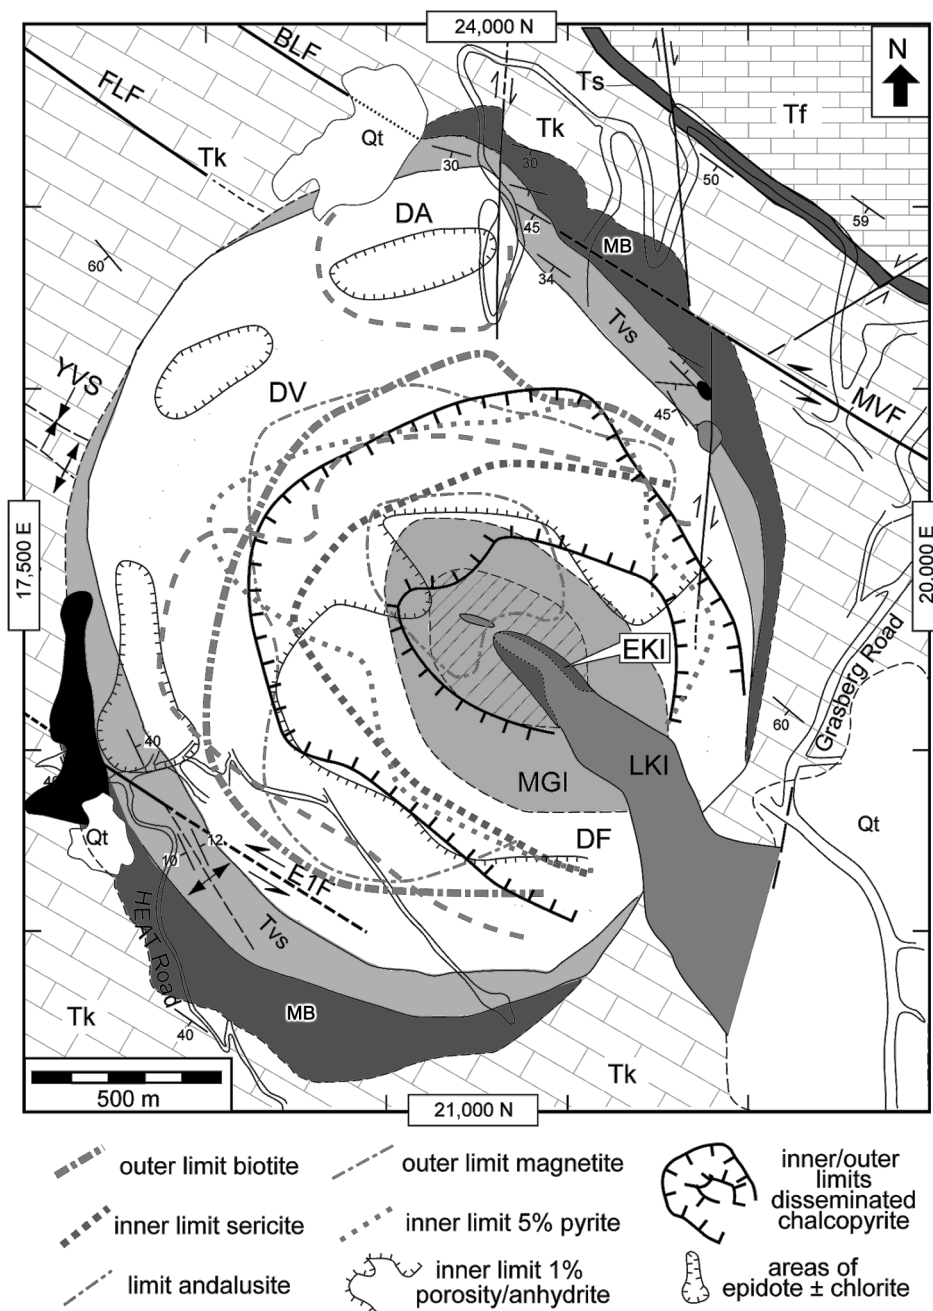 24,000 N
N
BLF
FLF
Ts
Tf
Tk
Qt
Tk
30
30
50
DA
45
MB
59
34
60
Tvs
YVS
DV
45
MVF
17,500 E
20,000 E
EKI
Grasberg Road
60
LKI
MGI
40
Qt
Qt
DF
12
10
E1F
Tvs
HEAT Road
MB
Tk
40
Tk
500 m
21,000 N
outer limit biotite
outer limit magnetite
inner/outer
limits
disseminated
chalcopyrite
inner limit sericite
inner limit 5% pyrite
limit andalusite
inner limit 1%
porosity/anhydrite
areas of
epidote ± chlorite